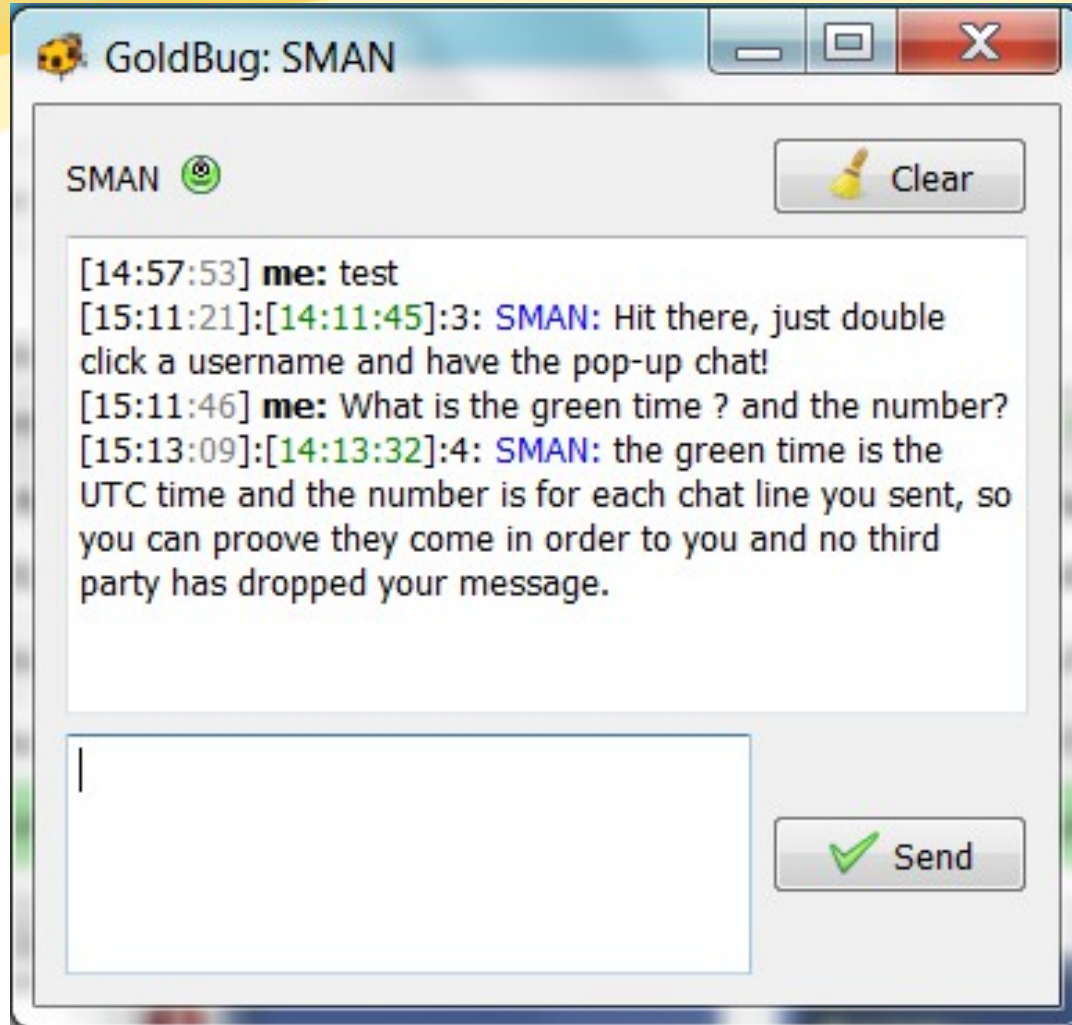 GoldBug: SMAN
SMAN
Clear
[14:57:53] me: test
[15:11:21]:[14:11:45]:3: SMAN: Hit there, just double
click a username and have the pop-up chat!
[15:11:46] me: What is the green time ? and the number?
[15:13:09]:[14:13:32]:4: SMAN: the green time is the
UTC time and the number is for each chat line you sent, so
you can proove they come in order to you and no third
party has dropped your message.
Send